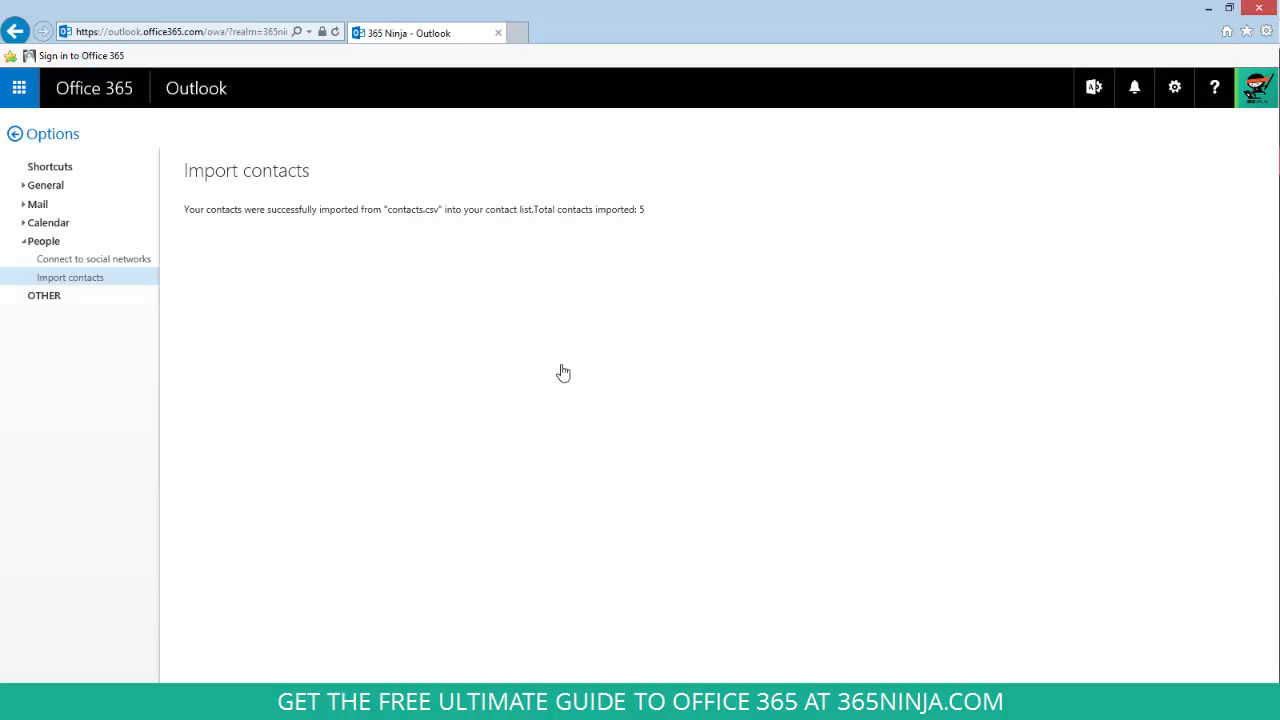 https://outlook.office365.com/owa/?realm=365ni
365 Ninja - Outlook
Sign in to Office 365
Office 365
Outlook
Options
Shortcuts
General
Mail
Calendar
People
Connect to social networks
Import contacts
OTHER
Import contacts
Your contacts were successfully imported from "contacts.csv" into your contact list.Total contacts imported: 5
GET THE FREE ULTIMATE GUIDE TO OFFICE 365 AT 365NINJA.COM